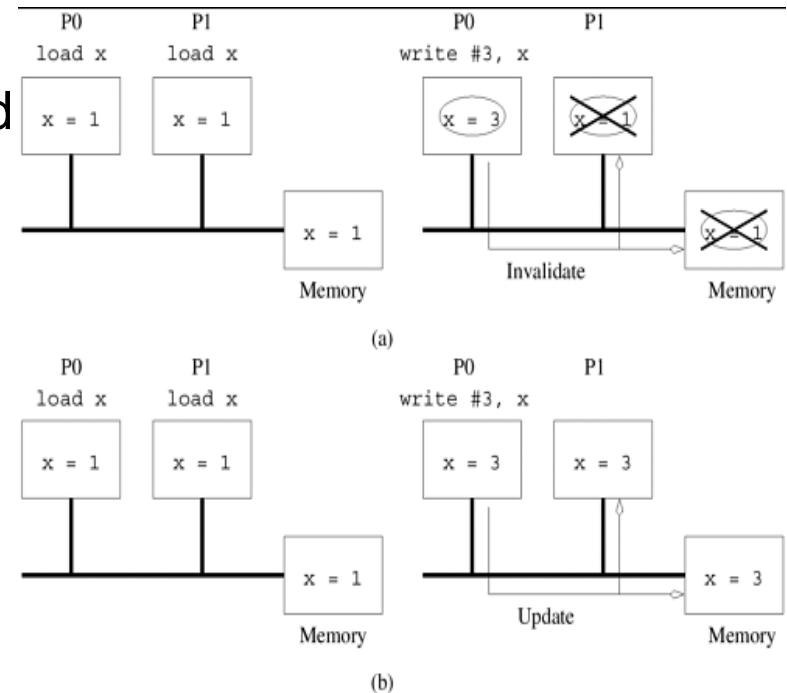 P0 P1 P0 P1
load x load x write #3, x
d
x = 1 x = 1 x = 3 x = 1
x = 1 x = 1
Invalidate
Memory Memory
(a)
P0 P1 P0 P1
load x load x write #3, x
x = 1 x = 1 x = 3 x = 3
x = 1 x = 3
Update
Memory Memory
(b)